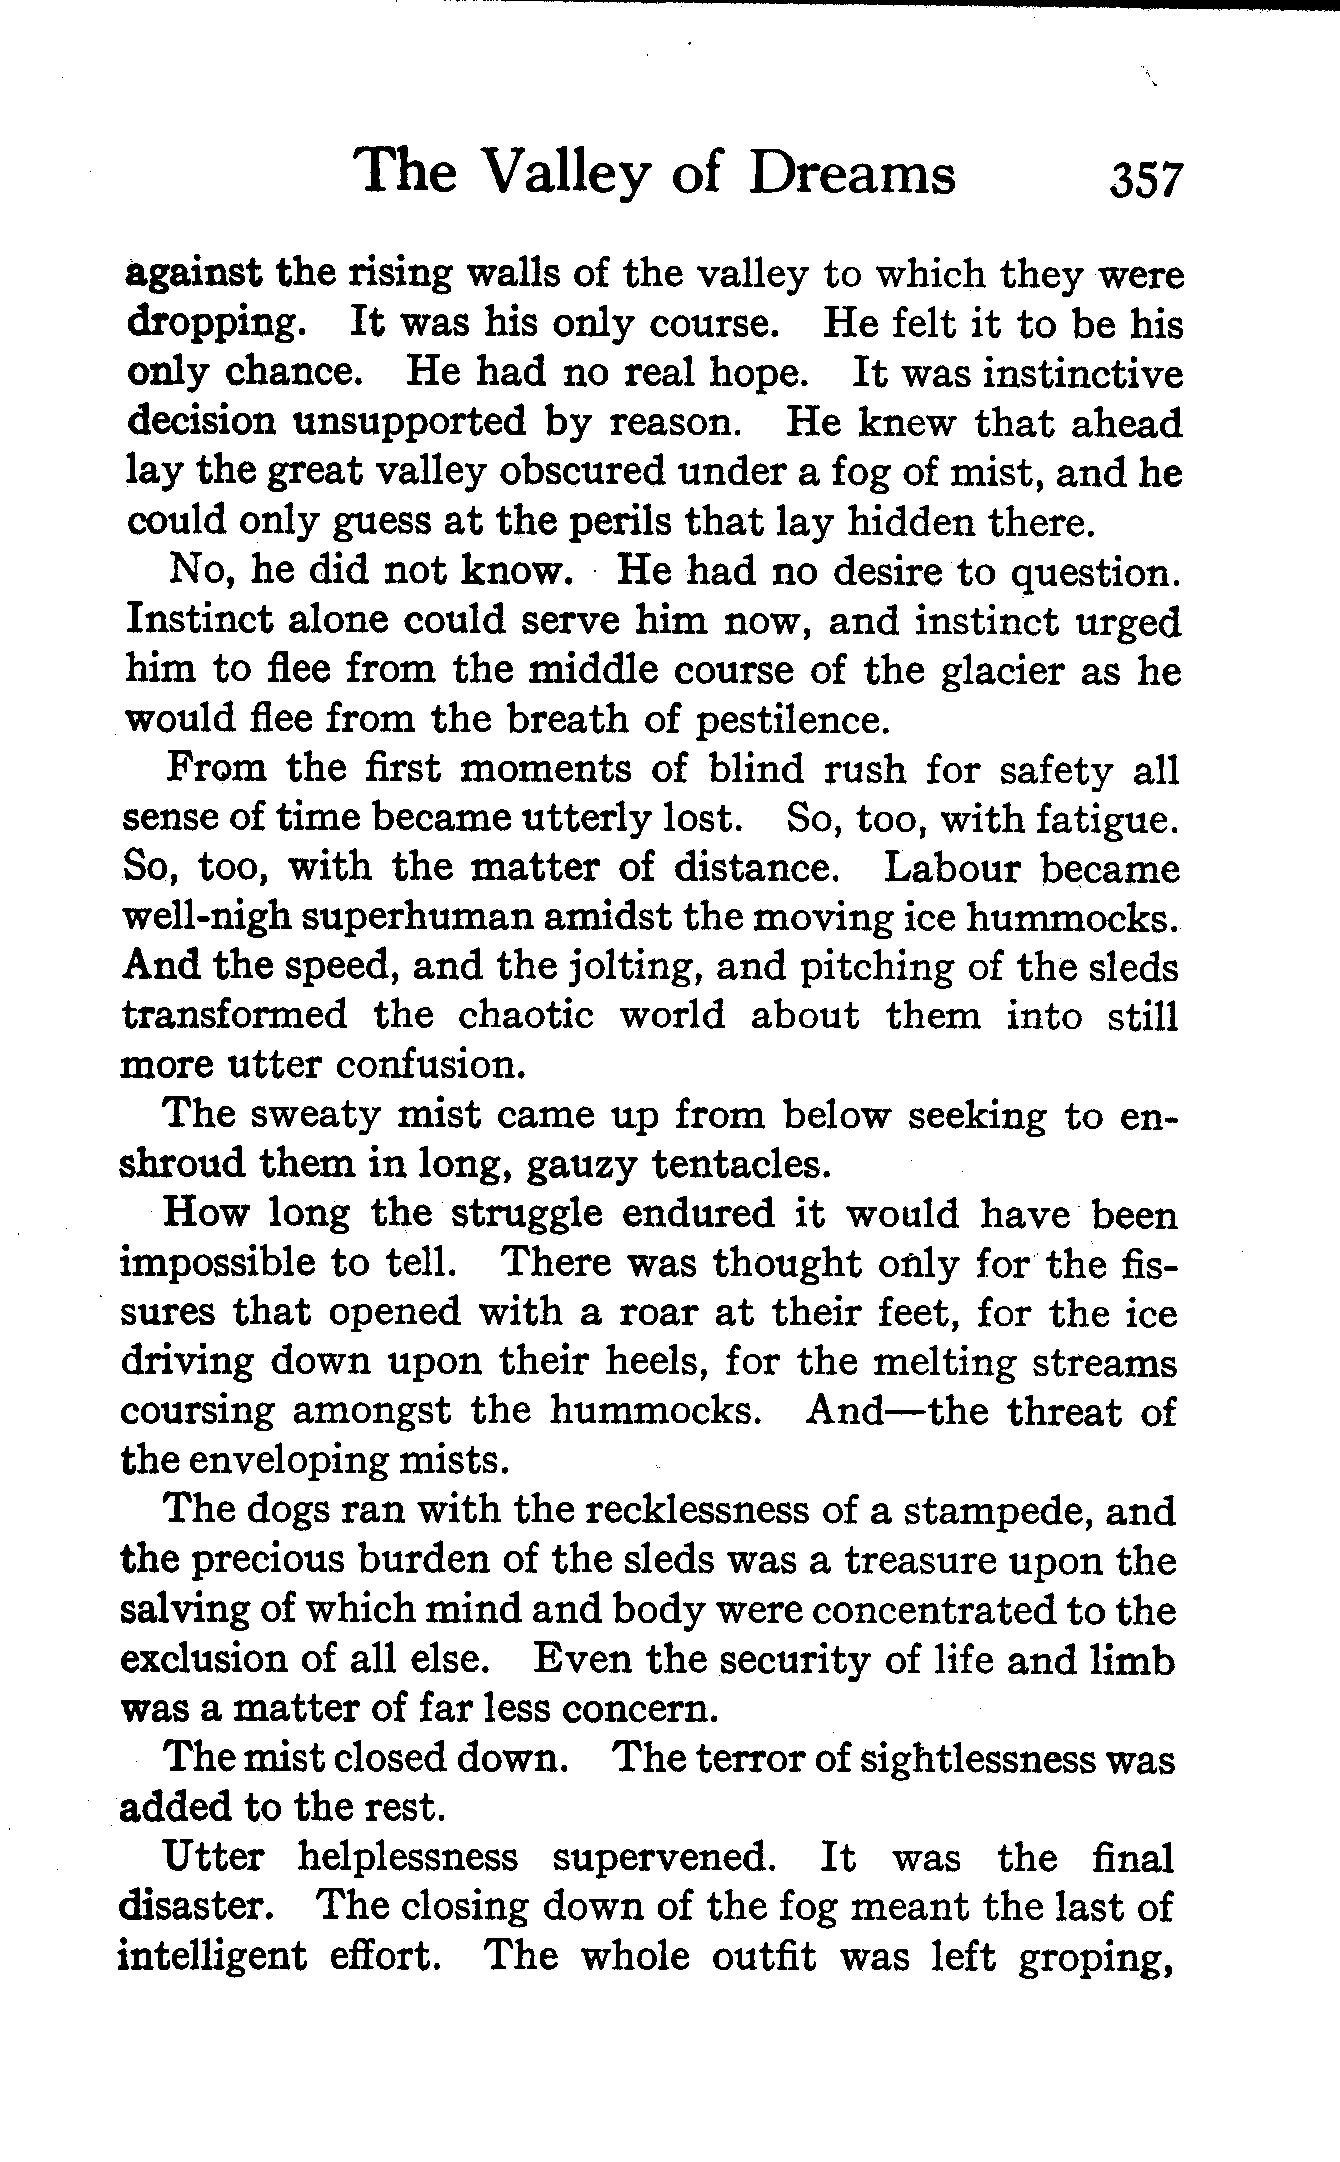 The Valley of Dreams 357
against the rising walls of the valley to which they were
dropping. It was his only course. He felt it to be his
only chance. He had no real hope. It was instinctive
decision unsupported by reason. He knew that ahead
lay the great valley obscured under a fog of mist, and he
could only guess at the perils that lay hidden there.
No, he did not know. He had no desire to question.
Instinct alone could serve him now, and instinct urged
him to flee from the middle course of the glacier as he
would flee from the breath of pestilence.
From the first moments of blind rush for safety all
sense of time became utterly lost. So, too, with fatigue.
So, too, with the matter of distance. Labour became
well-nigh superhuman amidst the moving ice hummocks.
And the speed, and the jolting, and pitching of the sleds
transformed the chaotic world about them into still
more utter confusion.
The sweaty mist came up from below seeking to en-
shroud them in long, gauzy tentacles.
How long the struggle endured it would have been
impossible to tell. There was thought only for the fis-
sures that opened with a roar at their feet, for the ice
driving down upon their heels, for the melting streams
coursing amongst the hummocks. And—the threat of
the enveloping mists.
The dogs ran with the recklessness of a stampede, and
the precious burden of the sleds was a treasure upon the
salving of which mind and body were concentrated to the
exclusion of all else. Even the security of life and limb
was a matter of far less concern.
The mist closed down. The terror of sightlessness was
added to the rest.
Utter helplessness supervened. It was the final
disaster. The closing down of the fog meant the last of
intelligent effort. The whole outfit was left groping,